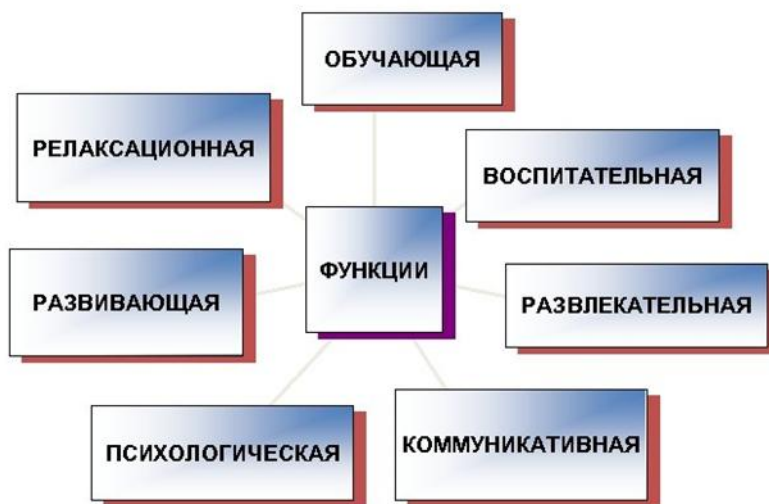 ОБУЧАЮЩАЯ
РЕЛАКСАЦИОННАЯ
ВОСПИТАТЕЛЬНАЯ
ФУНКЦИИ
РАЗВИВАЮЩАЯ
РАЗВЛЕКАТЕЛЬНАЯ
ПСИХОЛОГИЧЕСКАЯ
КОММУНИКАТИВНАЯ